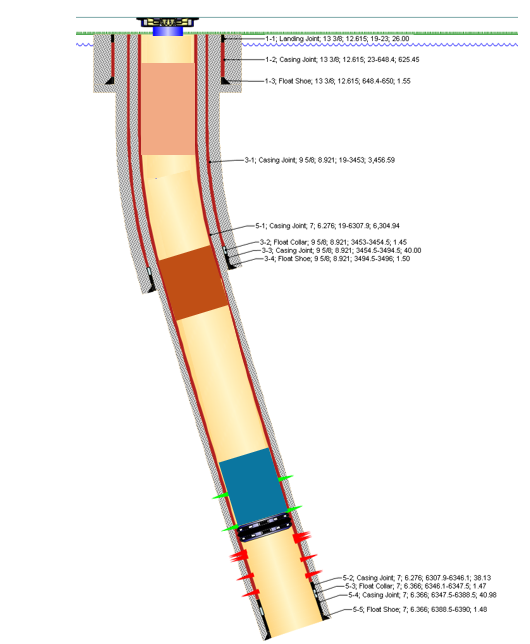 1-1; Landing Joint; 13 3/8; 12.615; 19-23; 26.00
1-2; Casing Joint; 13 3/8; 12.615; 23-648.4; 625.45
1-3; Float Shoe; 13 3/8; 12.615; 648.4-650; 1.55
3-1; Casing Joint; 9 5/8; 8.921; 19-3453; 3,456.59
5-1; Casing Joint; 7; 6.276; 19-6307.9; 6,304.94
3-2; Float Collar; 9 5/8; 8.921; 3453-3454.5; 1.45
3-3; Casing Joint; 9 5/8; 8.921; 3454.5-3494.5; 40.00
3-4; Float Shoe; 9 5/8; 8.921; 3494.5-3496; 1.50
5-2; Casing Joint; 7; 6.276; 6307.9-6346.1; 38.13
5-3; Float Collar; 7; 6.366; 6346.1-6347.5; 1.47
5-4; Casing Joint; 7; 6.366; 6347.5-6388.5; 40.98
5-5; Float Shoe; 7; 6.366; 6388.5-6390; 1.48